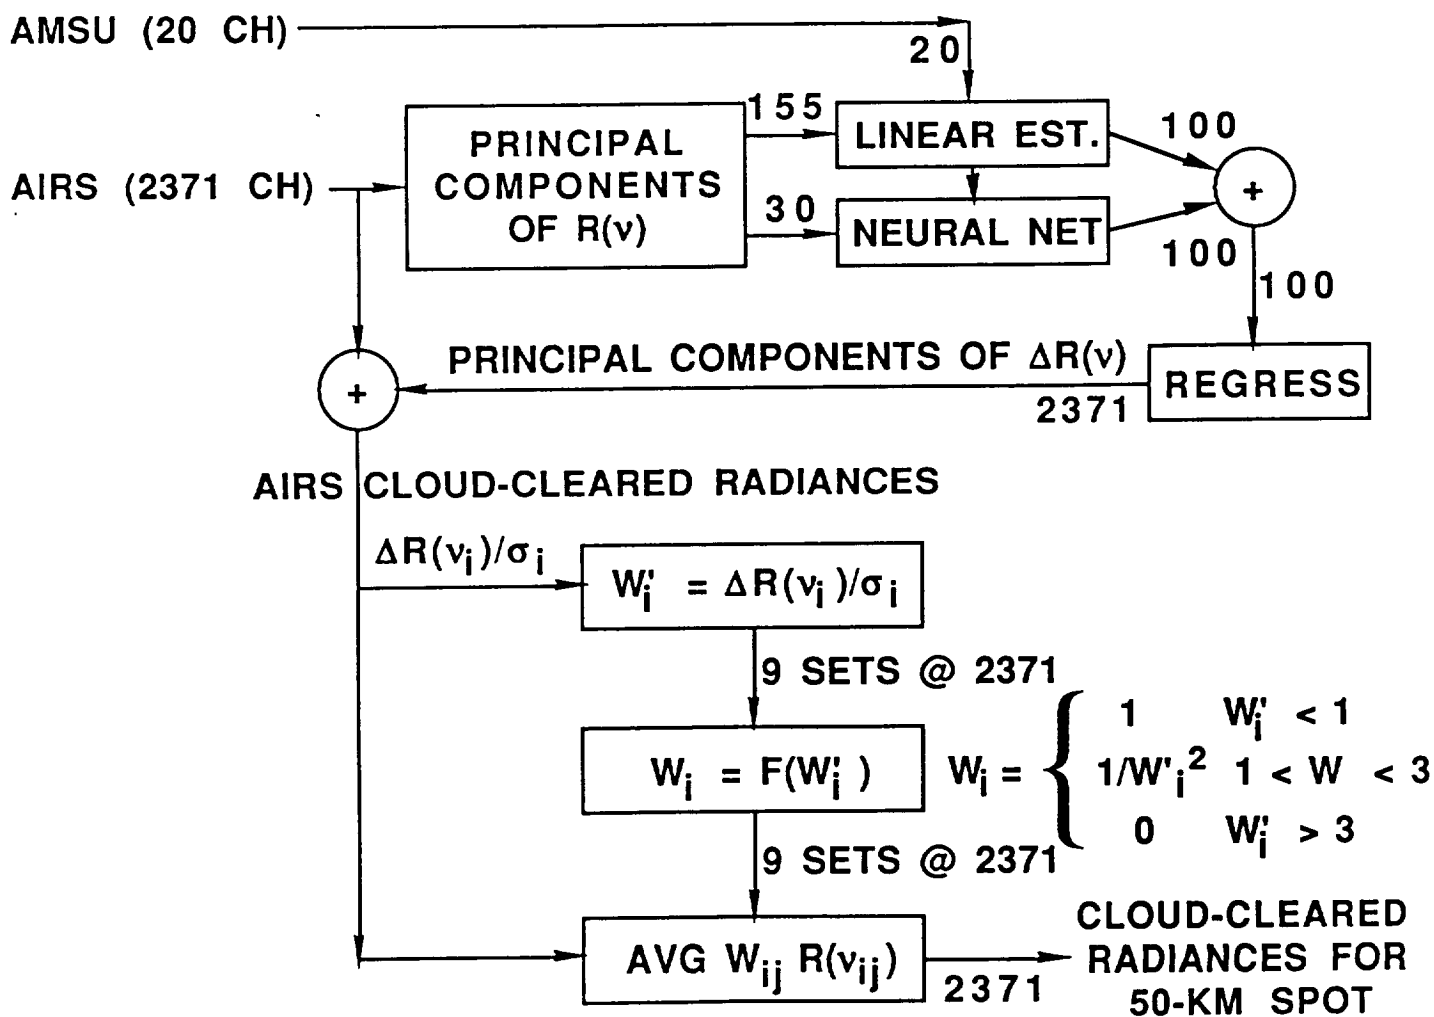 AMSU (20 CH)
20
AIRS (2371 CH)
PRINCIPAL
COMPONENTS
OF R(ν)
155
30
LINEAR EST.
NEURAL NET
100
100
+
100
PRINCIPAL COMPONENTS OF ΔR(ν)
2371
REGRESS
+
AIRS CLOUD-CLEARED RADIANCES
ΔR(νi)/σi
W'i = ΔR(νi)/σi
9 SETS @ 2371
Wi = F(W'i)
Wi = { 1 W'i < 1
1/W'i² 1 < W < 3
0 W'i > 3
9 SETS @ 2371
AVG Wij R(νij)
2371
CLOUD-CLEARED
RADIANCES FOR
50-KM SPOT